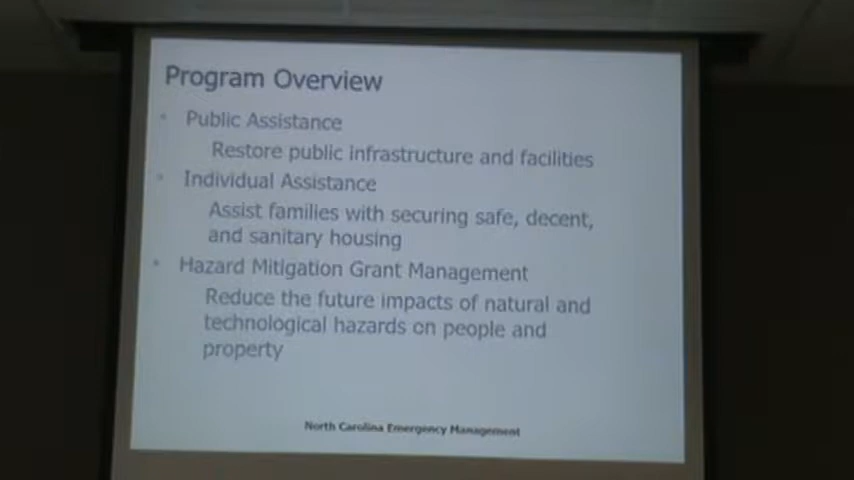 Program Overview
• Public Assistance
Restore public infrastructure and facilities
• Individual Assistance
Assist families with securing safe, decent,
and sanitary housing
• Hazard Mitigation Grant Management
Reduce the future impacts of natural and
technological hazards on people and
property
North Carolina Emergency Management